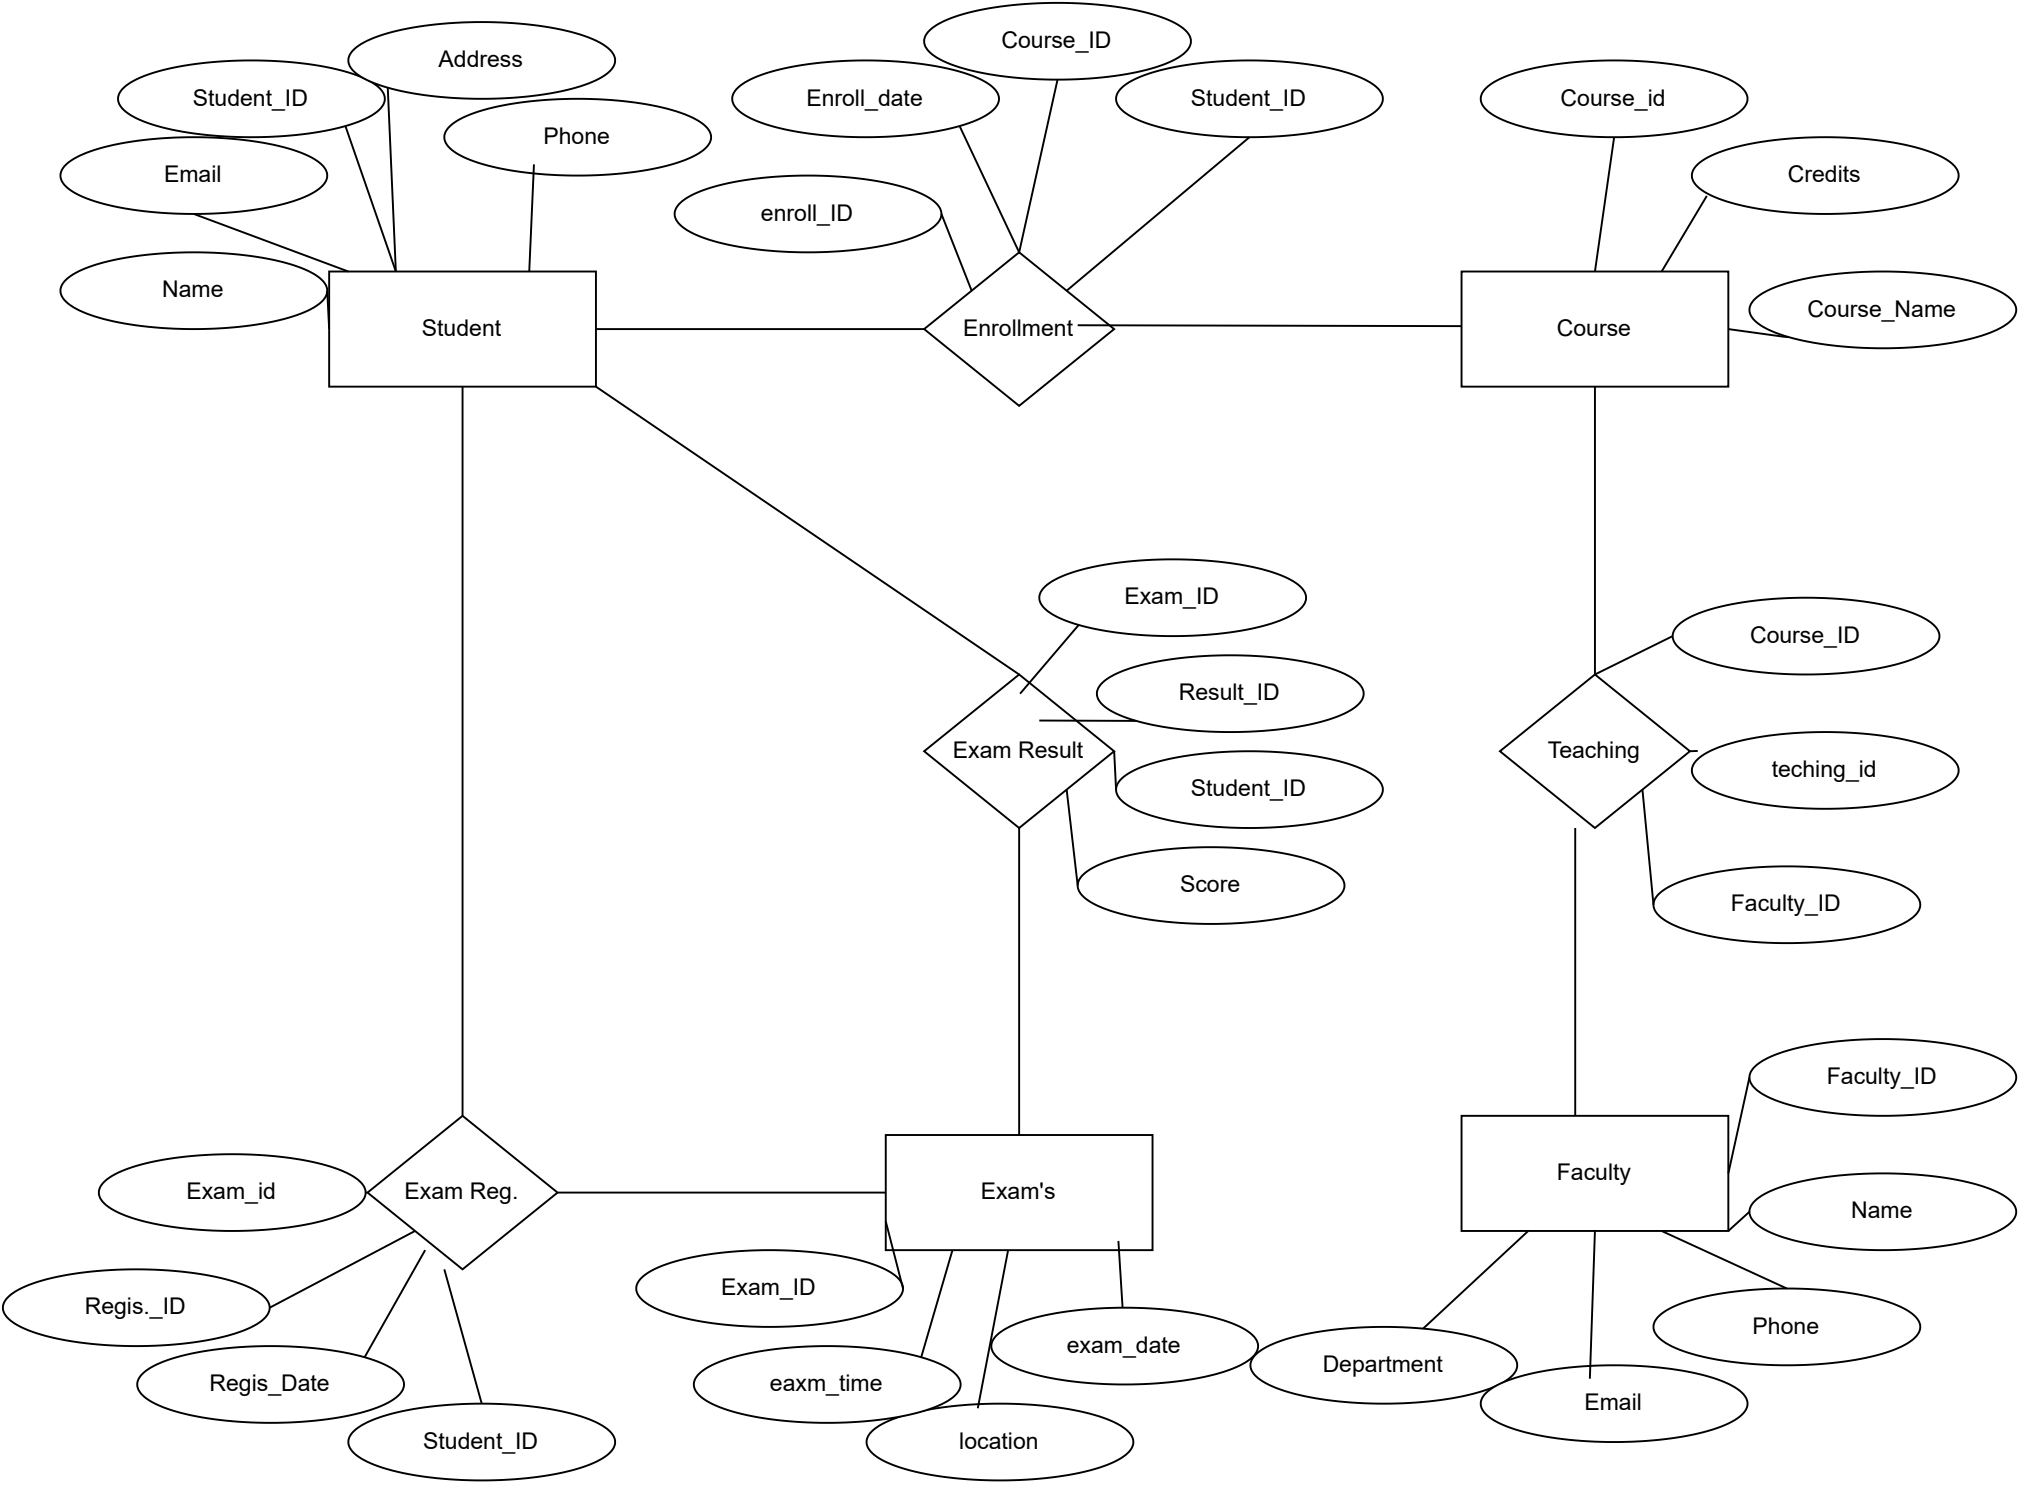 Course_ID
Address
Student_ID
Enroll_date
Student_ID
Course_id
Phone
Email
Credits
enroll_ID
Name
Course_Name
Student
Enrollment
Course
Exam_ID
Course_ID
Result_ID
Exam Result
Teaching
teching_id
Student_ID
Score
Faculty_ID
Faculty_ID
Faculty
Exam_id
Exam Reg.
Exam's
Name
Exam_ID
Regis._ID
Phone
exam_date
Department
Regis_Date
eaxm_time
Email
Student_ID
location